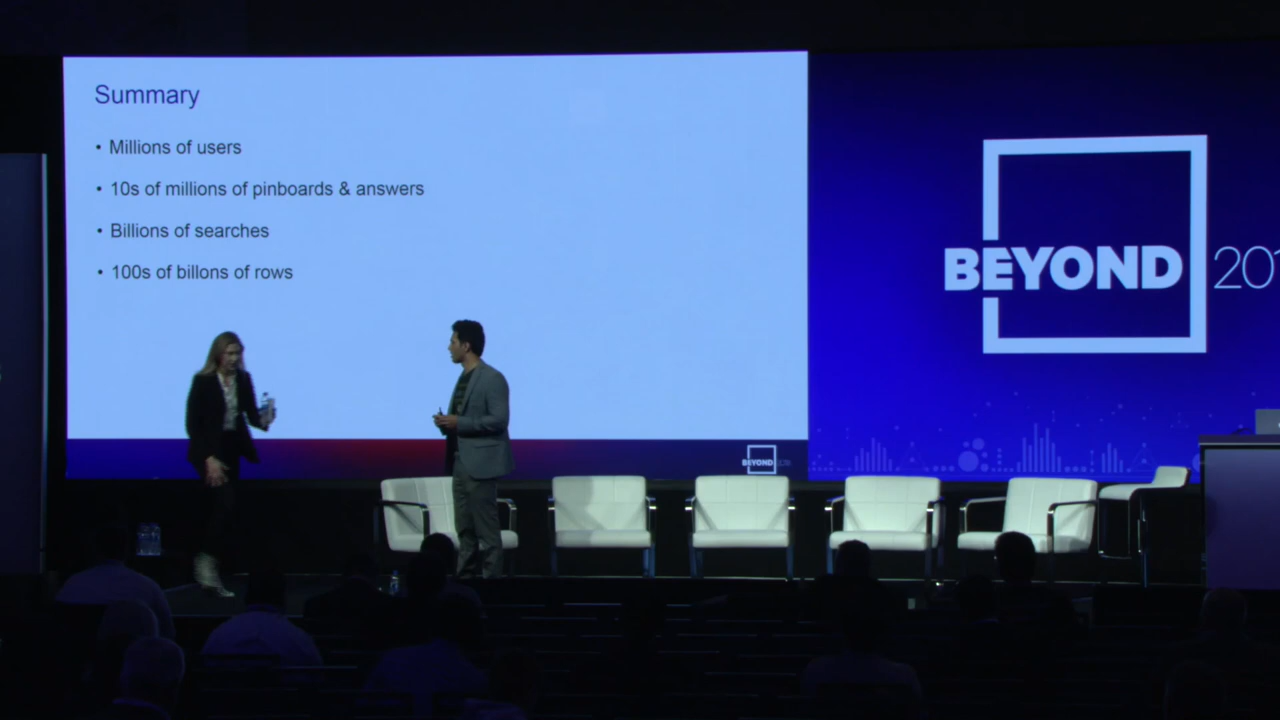 Summary
• Millions of users
• 10s of millions of pinboards & answers
• Billions of searches
• 100s of billons of rows
BEYOND 201
BEYOND